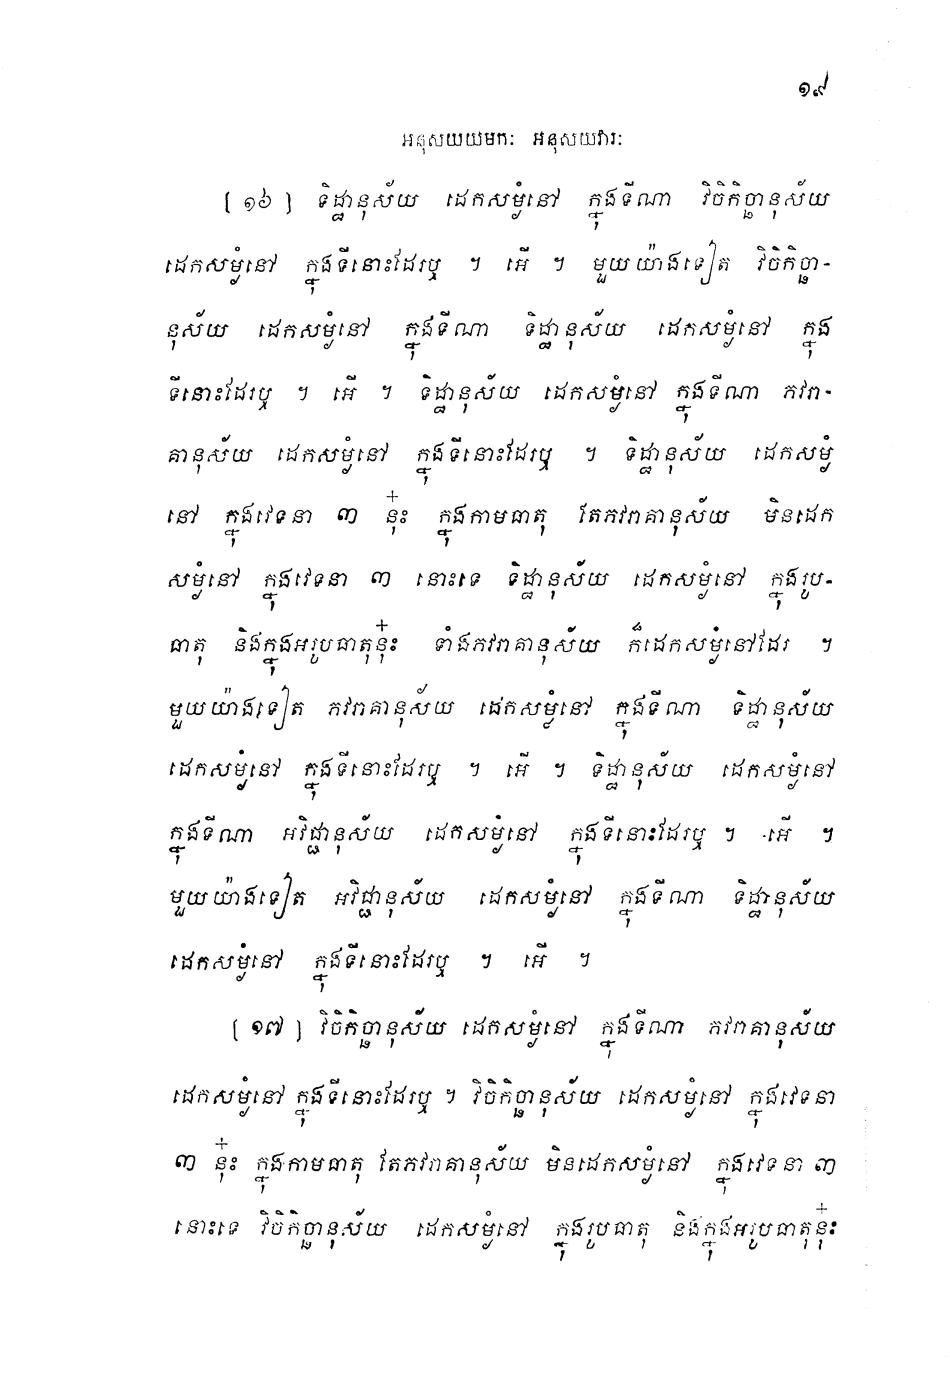 ១៩
អនុសយយមកៈ អនុសយវារៈ
[ ១៦ ] ទិដ្ឋានុស័យ ដេកសម្ងំនៅ ក្នុងទីណា វិចិកិច្ឆានុស័យ
ដេកសម្ងំនៅ ក្នុងទីនោះដែរឬ ។ អើ ។ មួយយ៉ាងទៀត វិចិកិច្ឆា-
នុស័យ ដេកសម្ងំនៅ ក្នុងទីណា ទិដ្ឋានុស័យ ដេកសម្ងំនៅ ក្នុង
ទីនោះដែរឬ ។ អើ ។ ទិដ្ឋានុស័យ ដេកសម្ងំនៅ ក្នុងទីណា ភវរា-
គានុស័យ ដេកសម្ងំនៅ ក្នុងទីនោះដែរឬ ។ ទិដ្ឋានុស័យ ដេកសម្ងំ
នៅ ក្នុងវេទនា ៣ នុ៎ះ ក្នុងកាមធាតុ តែភវរាគានុស័យ មិនដេក
សម្ងំនៅ ក្នុងវេទនា ៣ នោះទេ ទិដ្ឋានុស័យ ដេកសម្ងំនៅ ក្នុងរូប-
ធាតុ និងក្នុងអរូបធាតុនុ៎ះ ទាំងភវរាគានុស័យ ក៏ដេកសម្ងំនៅដែរ ។
មួយយ៉ាងទៀត ភវរាគានុស័យ ដេកសម្ងំនៅ ក្នុងទីណា ទិដ្ឋានុស័យ
ដេកសម្ងំនៅ ក្នុងទីនោះដែរឬ ។ អើ ។ ទិដ្ឋានុស័យ ដេកសម្ងំនៅ
ក្នុងទីណា អវិជ្ជានុស័យ ដេកសម្ងំនៅ ក្នុងទីនោះដែរឬ ។ អើ ។
មួយយ៉ាងទៀត អវិជ្ជានុស័យ ដេកសម្ងំនៅ ក្នុងទីណា ទិដ្ឋានុស័យ
ដេកសម្ងំនៅ ក្នុងទីនោះដែរឬ ។ អើ ។
[ ១៧ ] វិចិកិច្ឆានុស័យ ដេកសម្ងំនៅ ក្នុងទីណា ភវរាគានុស័យ
ដេកសម្ងំនៅ ក្នុងទីនោះដែរឬ ។ វិចិកិច្ឆានុស័យ ដេកសម្ងំនៅ ក្នុងវេទនា
៣ នុ៎ះ ក្នុងកាមធាតុ តែភវរាគានុស័យ មិនដេកសម្ងំនៅ ក្នុងវេទនា ៣
នោះទេ វិចិកិច្ឆានុស័យ ដេកសម្ងំនៅ ក្នុងរូបធាតុ និងក្នុងអរូបធាតុនុ៎ះ